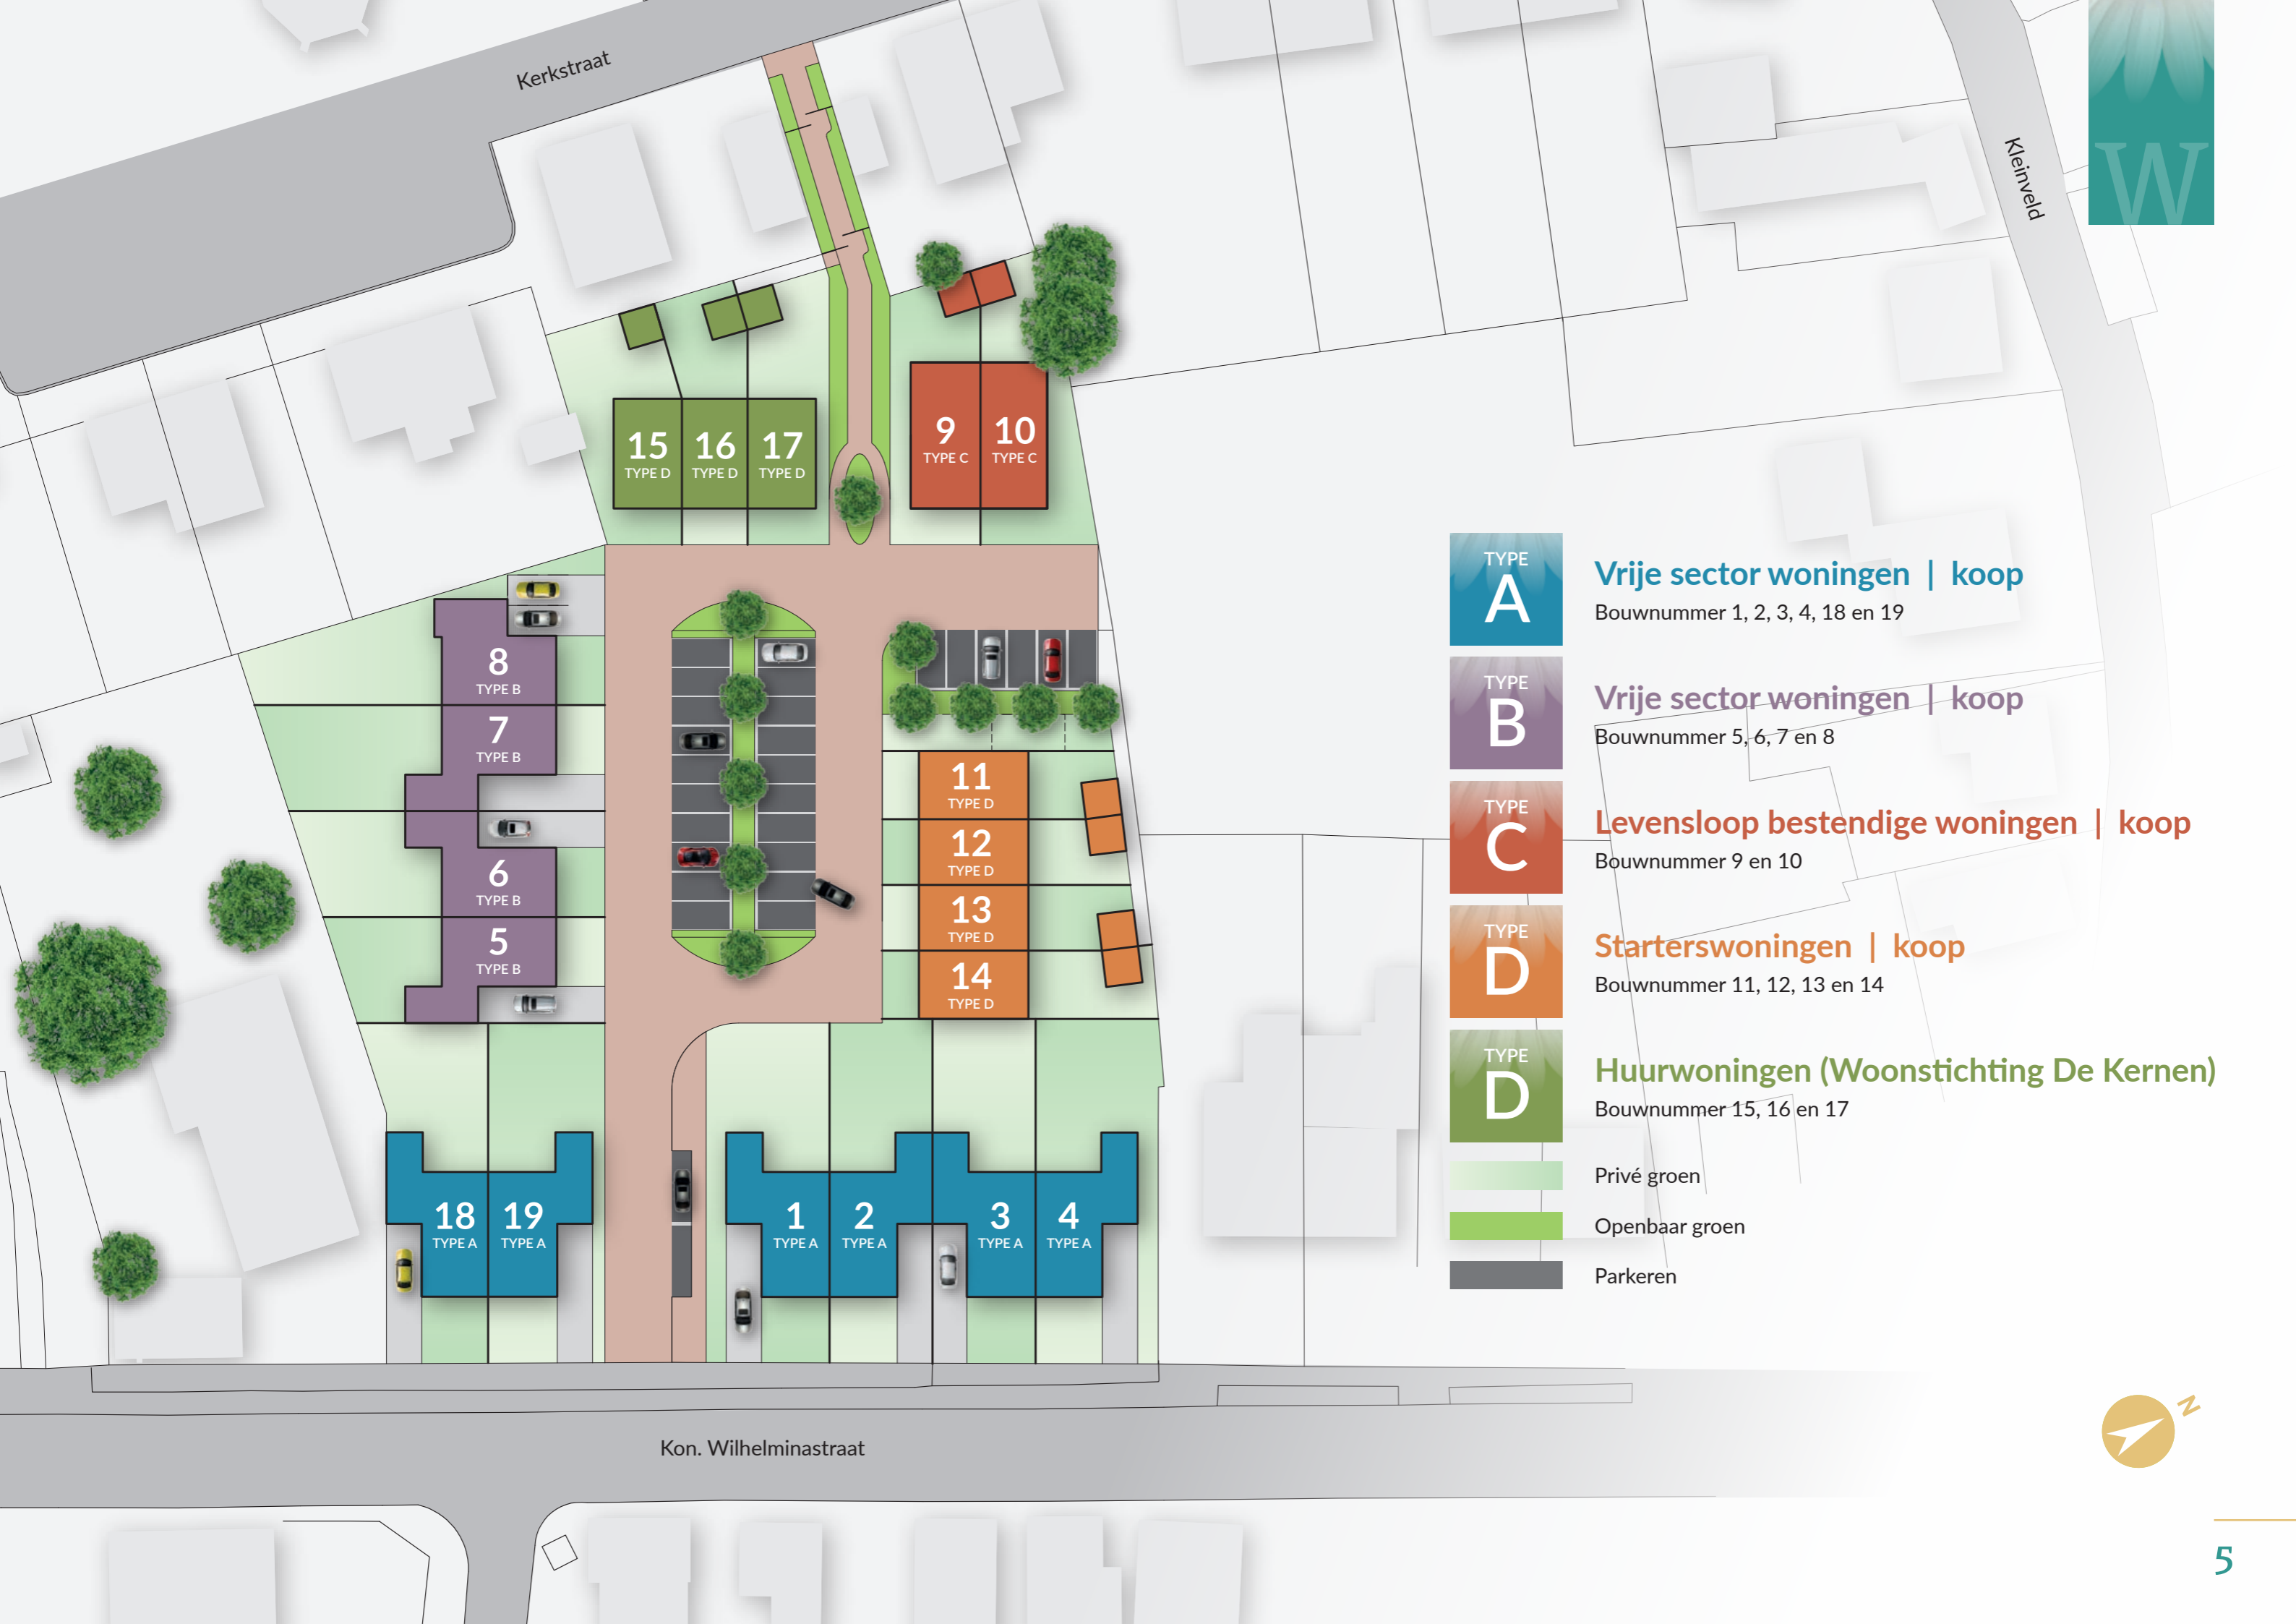 Kerkstraat
Kleinveld
W
15
TYPE D
16
TYPE D
17
TYPE D
9
TYPE C
10
TYPE C
8
TYPE B
7
TYPE B
6
TYPE B
5
TYPE B
11
TYPE D
12
TYPE D
13
TYPE D
14
TYPE D
18
TYPE A
19
TYPE A
1
TYPE A
2
TYPE A
3
TYPE A
4
TYPE A
Kon. Wilhelminastraat
TYPE
A
Vrije sector woningen | koop
Bouwnummer 1, 2, 3, 4, 18 en 19
TYPE
B
Vrije sector woningen | koop
Bouwnummer 5, 6, 7 en 8
TYPE
C
Levensloop bestendige woningen | koop
Bouwnummer 9 en 10
TYPE
D
Starterswoningen | koop
Bouwnummer 11, 12, 13 en 14
TYPE
D
Huurwoningen (Woonstichting De Kernen)
Bouwnummer 15, 16 en 17
Privé groen
Openbaar groen
Parkeren
N
5